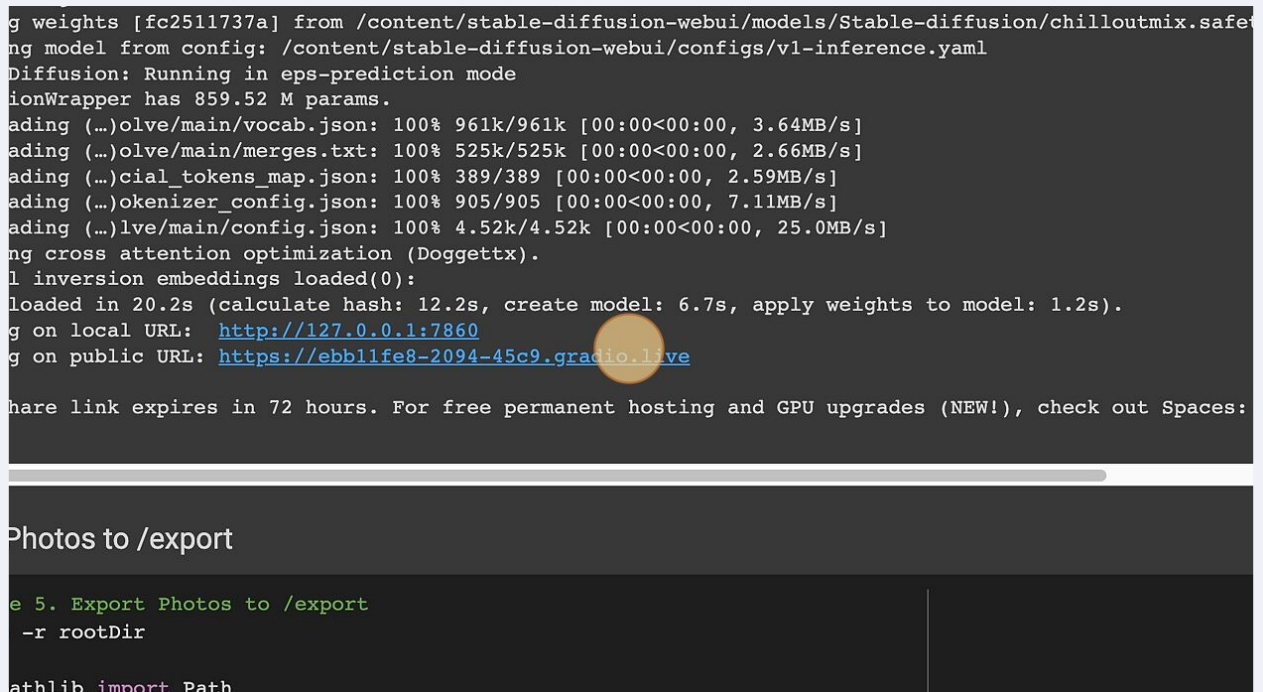 g weights [fc2511737a] from /content/stable-diffusion-webui/models/Stable-diffusion/chilloutmix.safet
ng model from config: /content/stable-diffusion-webui/configs/v1-inference.yaml
Diffusion: Running in eps-prediction mode
ionWrapper has 859.52 M params.
ading (…)olve/main/vocab.json: 100% 961k/961k [00:00<00:00, 3.64MB/s]
ading (…)olve/main/merges.txt: 100% 525k/525k [00:00<00:00, 2.66MB/s]
ading (…)cial_tokens_map.json: 100% 389/389 [00:00<00:00, 2.59MB/s]
ading (…)okenizer_config.json: 100% 905/905 [00:00<00:00, 7.11MB/s]
ading (…)lve/main/config.json: 100% 4.52k/4.52k [00:00<00:00, 25.0MB/s]
ng cross attention optimization (Doggettx).
l inversion embeddings loaded(0):
loaded in 20.2s (calculate hash: 12.2s, create model: 6.7s, apply weights to model: 1.2s).
g on local URL:  http://127.0.0.1:7860
g on public URL: https://ebb11fe8-2094-45c9.gradio.live
hare link expires in 72 hours. For free permanent hosting and GPU upgrades (NEW!), check out Spaces:
Photos to /export
e 5. Export Photos to /export
-r rootDir
athlib import Path